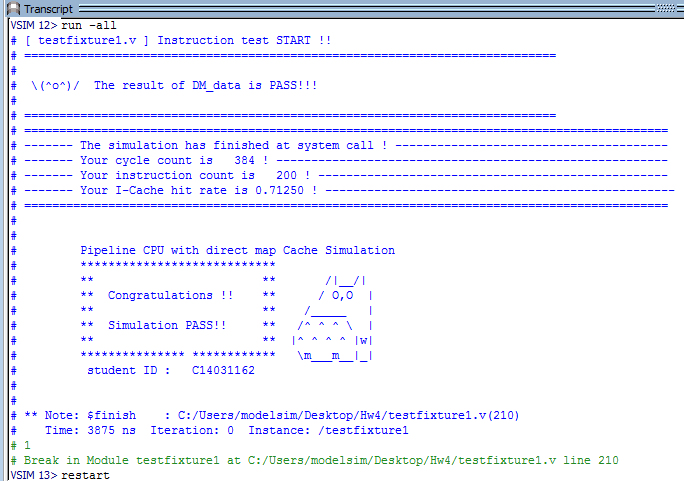 Transcript
VSIM 12> run -all
# [ testfixture1.v ] Instruction test START !!
# ============================================================================
#
#  \(^o^)/  The result of DM_data is PASS!!!
#
# ============================================================================
# ============================================================================================
# ------- The simulation has finished at system call ! ---------------------------------------
# ------- Your cycle count is   384 ! --------------------------------------------------------
# ------- Your instruction count is   200 ! --------------------------------------------------
# ------- Your I-Cache hit rate is 0.71250 ! --------------------------------------------------
# ============================================================================================
#
#
#         Pipeline CPU with direct map Cache Simulation
#         ****************************
#         **                        **       /|__/|
#         **  Congratulations !!    **      / O,O  |
#         **                        **    /_____   |
#         **  Simulation PASS!!     **   /^ ^ ^ \  |
#         **                        **  |^ ^ ^ ^ |w|
#         *************** ************   \m___m__|_|
#          student ID :   C14031162
#
#
# ** Note: $finish    : C:/Users/modelsim/Desktop/Hw4/testfixture1.v(210)
#    Time: 3875 ns  Iteration: 0  Instance: /testfixture1
# 1
# Break in Module testfixture1 at C:/Users/modelsim/Desktop/Hw4/testfixture1.v line 210
VSIM 13> restart